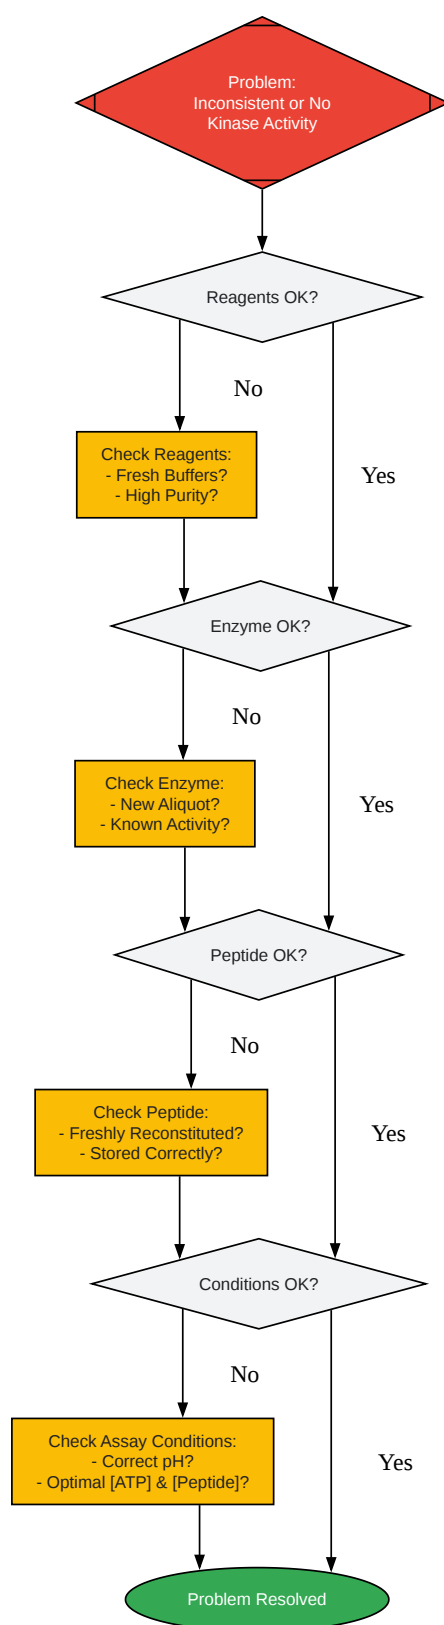 Problem:
Inconsistent or No
Kinase Activity
Reagents OK?
No
Check Reagents:
- Fresh Buffers?
- High Purity?
Yes
Enzyme OK?
No
Check Enzyme:
- New Aliquot?
- Known Activity?
Yes
Peptide OK?
No
Check Peptide:
- Freshly Reconstituted?
- Stored Correctly?
Yes
Conditions OK?
No
Check Assay Conditions:
- Correct pH?
- Optimal [ATP] & [Peptide]?
Yes
Problem Resolved